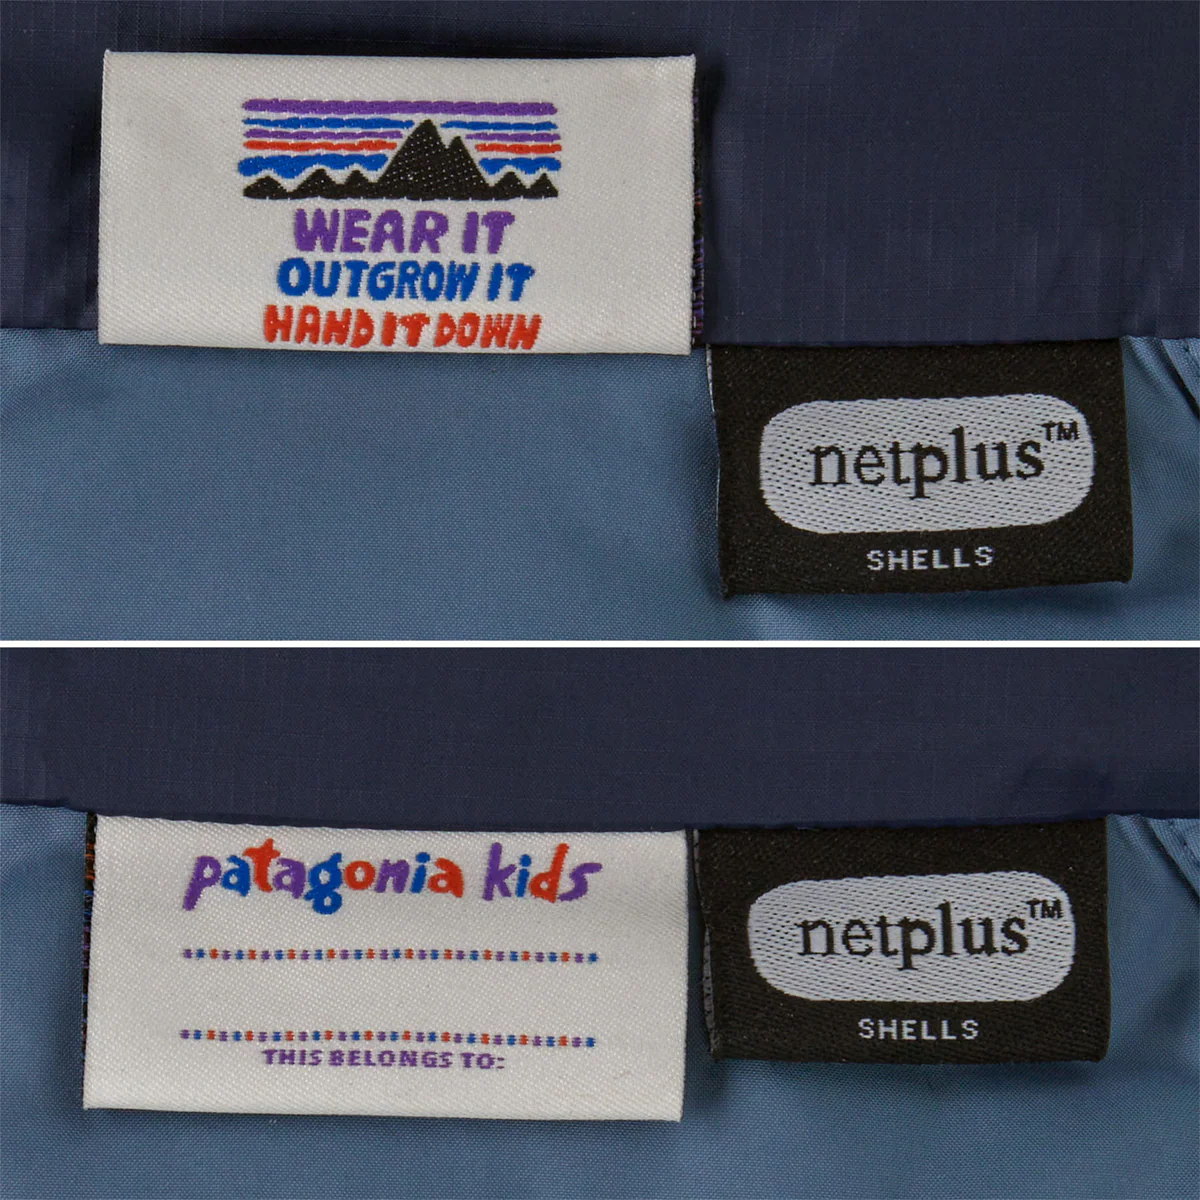 WEAR IT
OUTGROW IT
HAND IT DOWN
netplus™
SHELLS
patagonia kids
THIS BELONGS TO:
netplus™
SHELLS